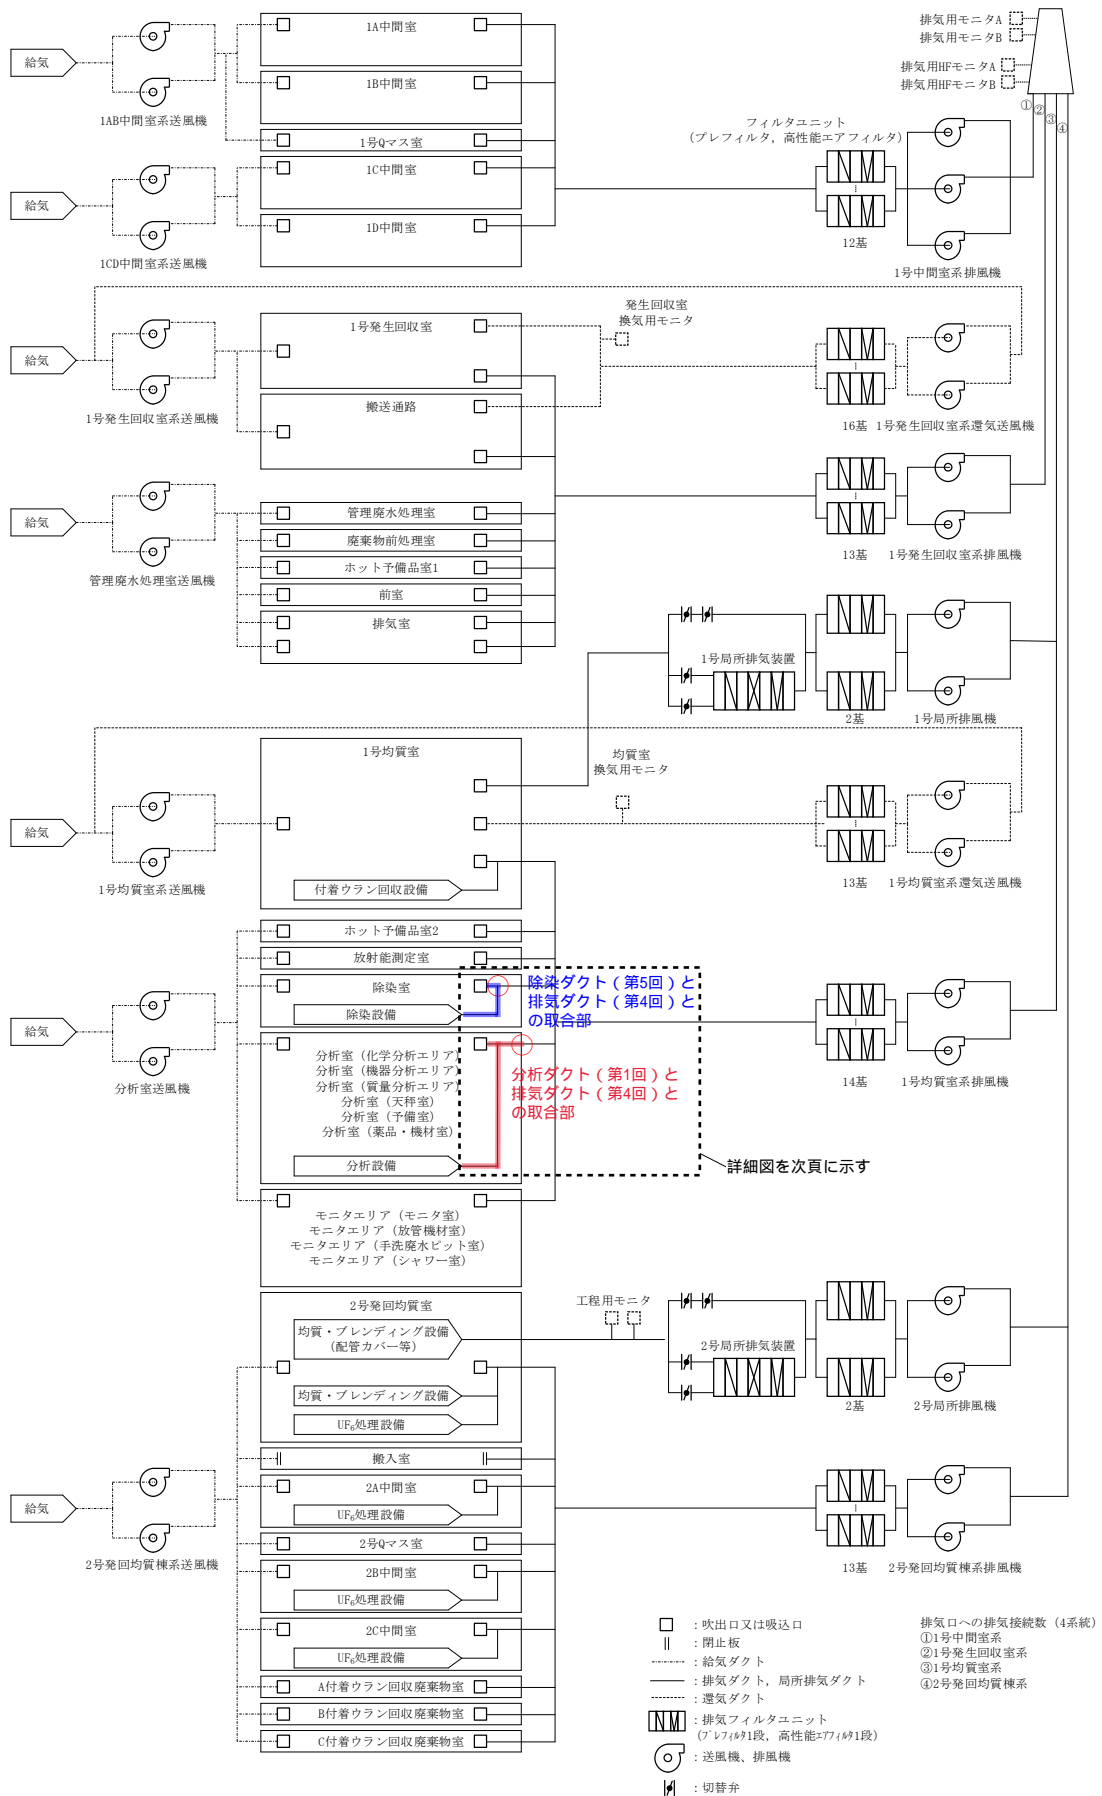 排気用モニタA
排気用モニタB
排気用HFモニタA
排気用HFモニタB
①
②
③
④
給気
1AB中間室系送風機
1A中間室
1B中間室
1号Qマス室
フィルタユニット
(プレフィルタ，高性能エアフィルタ)
12基
1号中間室系排風機
給気
1CD中間室系送風機
1C中間室
1D中間室
給気
1号発生回収室系送風機
1号発生回収室
搬送通路
発生回収室
換気用モニタ
16基
1号発生回収室系還気送風機
給気
管理廃水処理室送風機
管理廃水処理室
廃棄物前処理室
ホット予備品室1
前室
排気室
13基
1号発生回収室系排風機
1号局所排気装置
2基
1号局所排風機
給気
1号均質室系送風機
1号均質室
付着ウラン回収設備
均質室
換気用モニタ
13基
1号均質室系還気送風機
給気
分析室送風機
ホット予備品室2
放射能測定室
除染室
除染設備
除染ダクト（第5回）と
排気ダクト（第4回）と
の取合部
分析室（化学分析エリア）
分析室（機器分析エリア）
分析室（質量分析エリア）
分析室（天秤室）
分析室（予備室）
分析室（薬品・機材室）
分析設備
分析ダクト（第1回）と
排気ダクト（第4回）と
の取合部
詳細図を次頁に示す
14基
1号均質室系排風機
モニタエリア（モニタ室）
モニタエリア（放管機材室）
モニタエリア（手洗廃水ピット室）
モニタエリア（シャワー室）
2号発回均質室
均質・ブレンディング設備
（配管カバー等）
均質・ブレンディング設備
UF₆処理設備
工程用モニタ
2号局所排気装置
2基
2号局所排風機
給気
2号発回均質棟系送風機
搬入室
2A中間室
UF₆処理設備
2号Qマス室
2B中間室
UF₆処理設備
2C中間室
UF₆処理設備
A付着ウラン回収廃棄物室
B付着ウラン回収廃棄物室
C付着ウラン回収廃棄物室
13基
2号発回均質棟系排風機
：吹出口又は吸込口
：閉止板
：給気ダクト
：排気ダクト，局所排気ダクト
：還気ダクト
：排気フィルタユニット
(プレフィルタ1段，高性能エアフィルタ1段)
：送風機、排風機
：切替弁
排気口への排気接続数（4系統）
①1号中間室系
②1号発生回収室系
③1号均質室系
④2号発回均質棟系